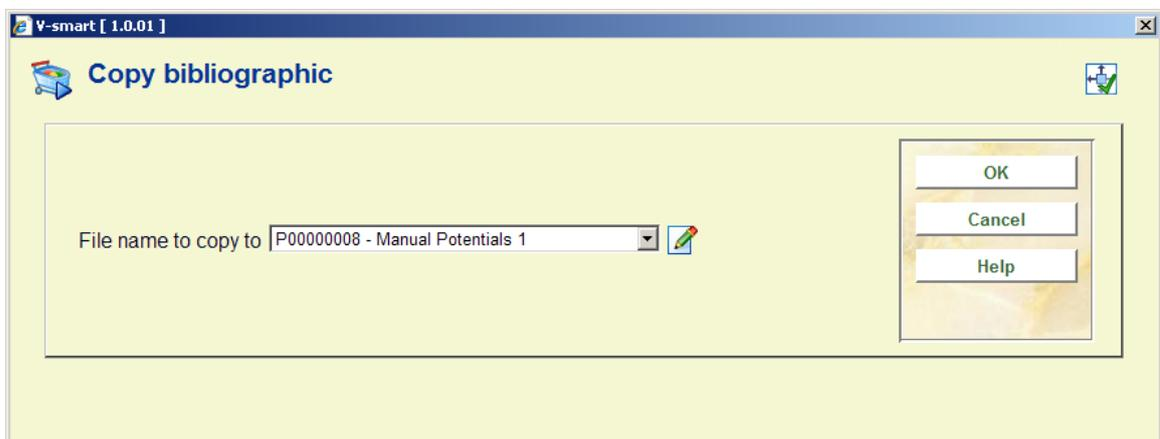 V-smart [ 1.0.01 ]
Copy bibliographic
File name to copy to P00000008 - Manual Potentials 1
OK
Cancel
Help